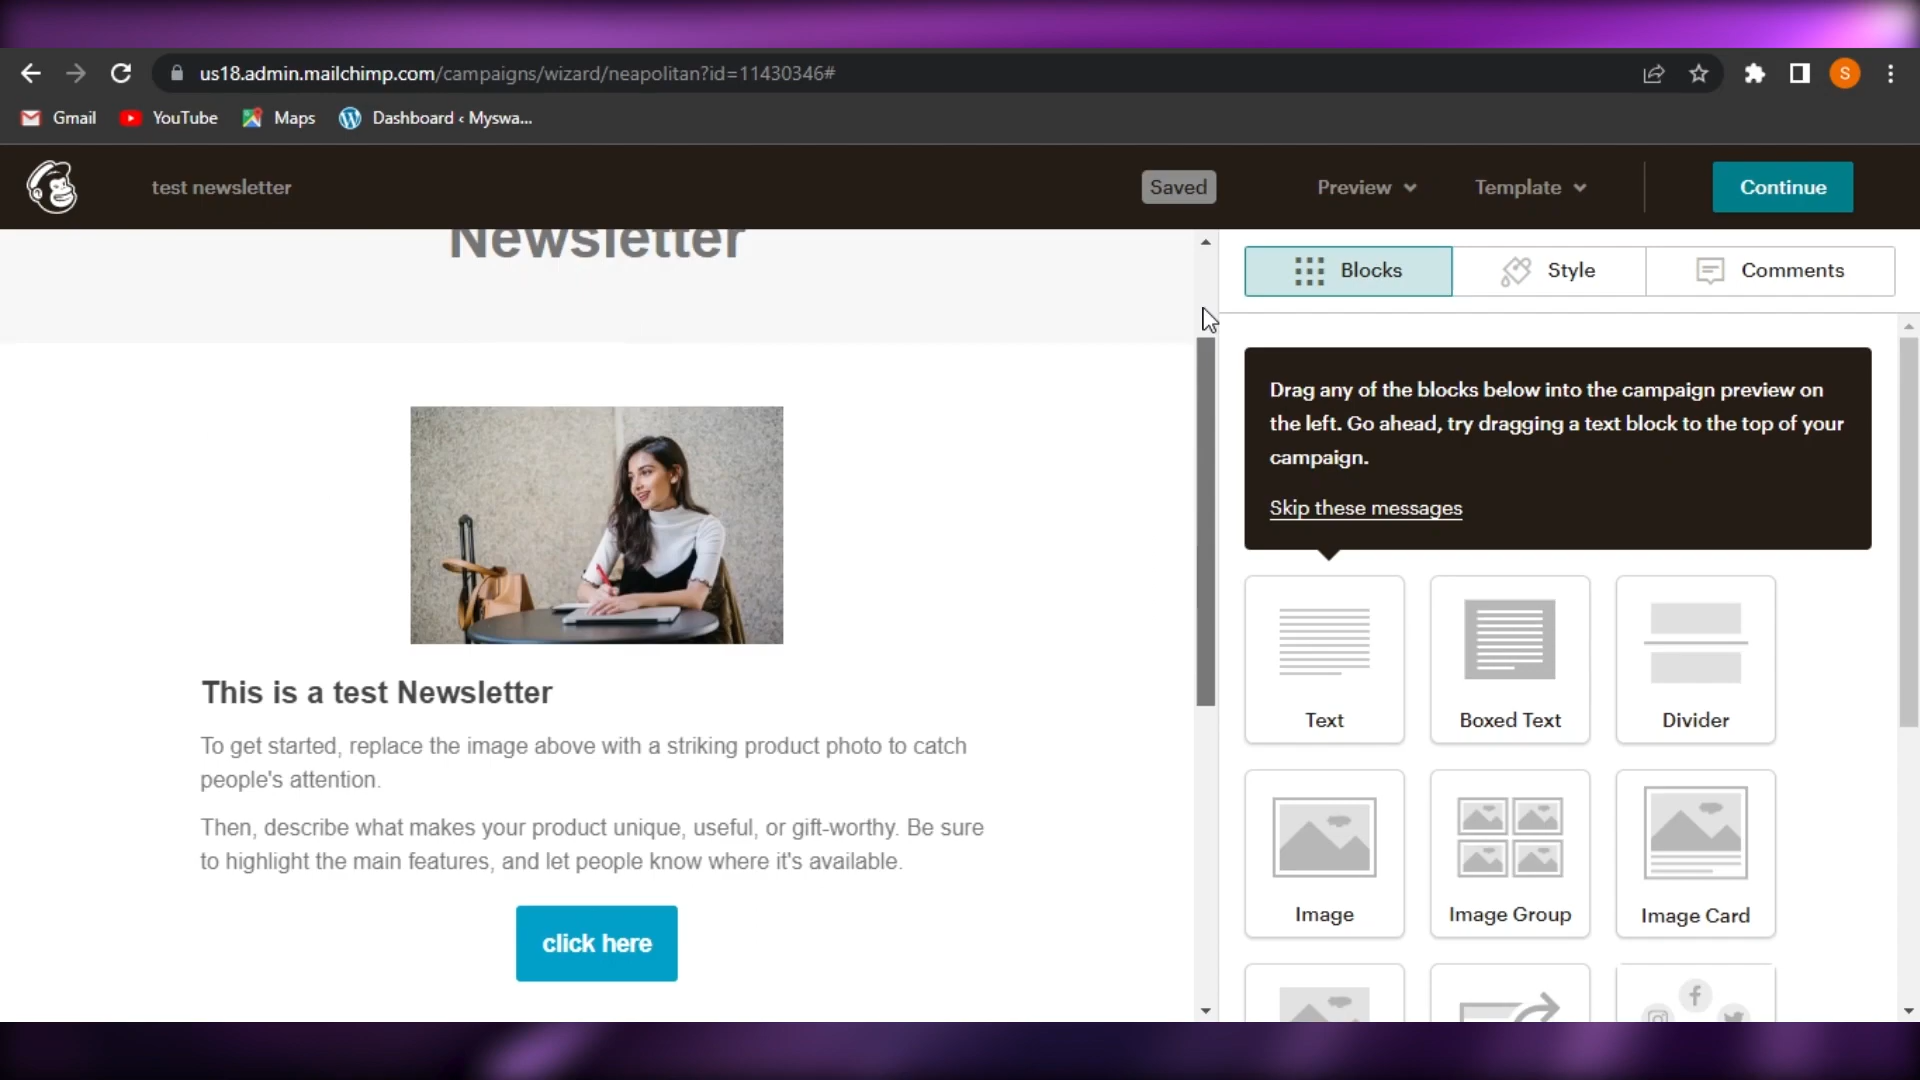 us18.admin.mailchimp.com/campaigns/wizard/neapolitan?id=11430346#
S
Gmail
YouTube
Maps
Dashboard ‹ Myswa...
test newsletter
Saved
Preview
Template
Continue
Newsletter
This is a test Newsletter
To get started, replace the image above with a striking product photo to catch
people's attention.
Then, describe what makes your product unique, useful, or gift-worthy. Be sure
to highlight the main features, and let people know where it's available.
click here
Blocks
Style
Comments
Drag any of the blocks below into the campaign preview on
the left. Go ahead, try dragging a text block to the top of your
campaign.
Skip these messages
Text
Boxed Text
Divider
Image
Image Group
Image Card